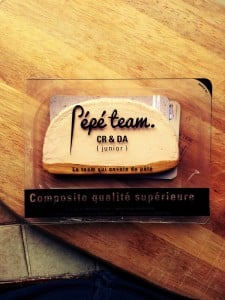 Pépé team.
CR & DA
( junior )
La team qui envoie du pâté
Composite qualité supérieure